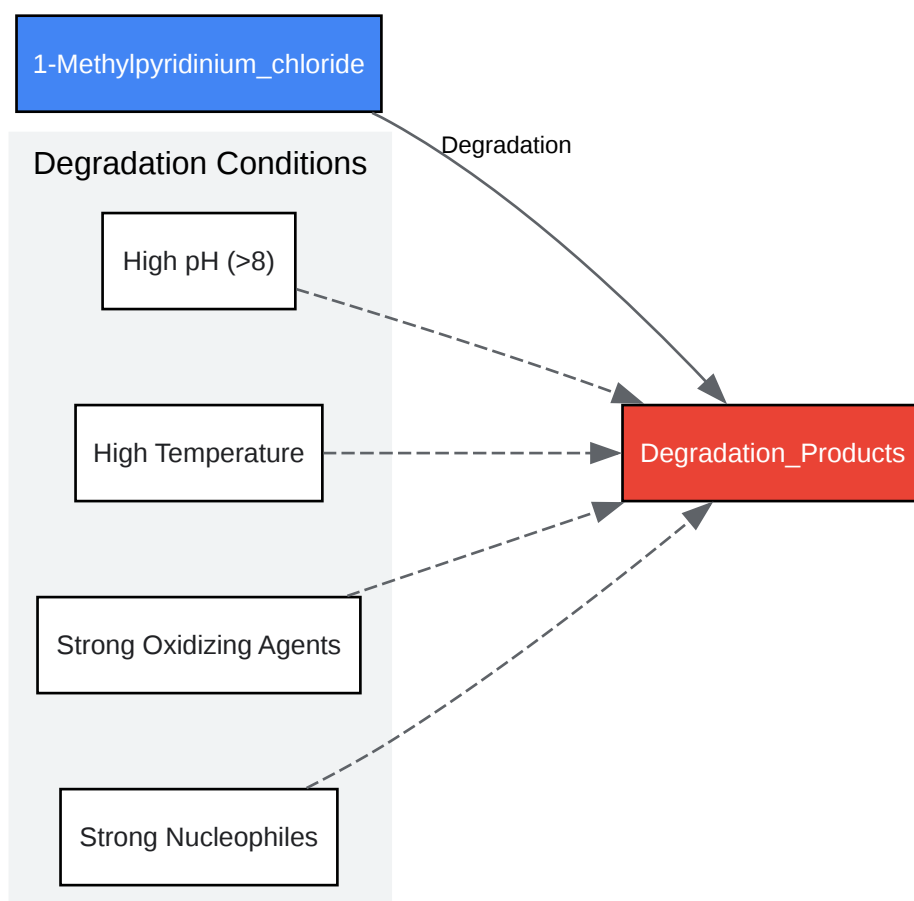 1-Methylpyridinium_chloride
Degradation
Degradation Conditions
High pH (>8)
High Temperature
Degradation_Products
Strong Oxidizing Agents
Strong Nucleophiles